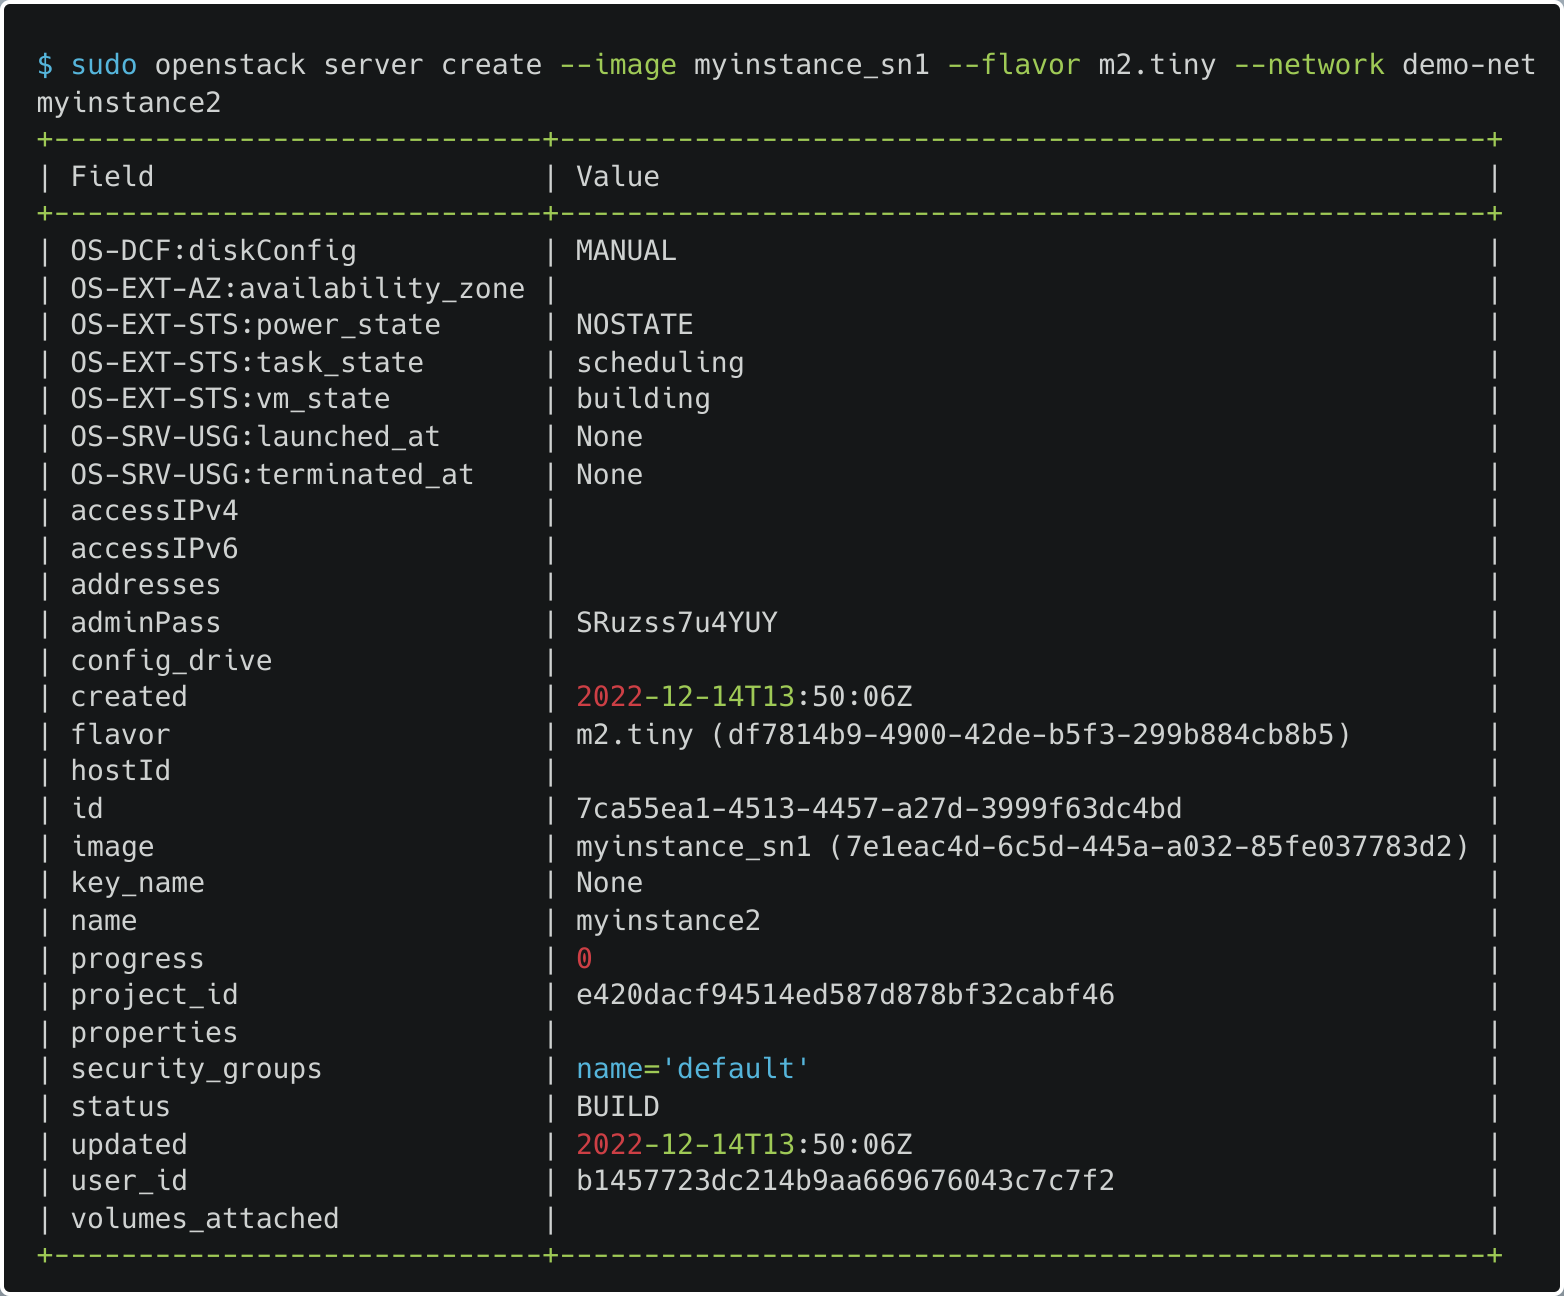 $ sudo openstack server create --image myinstance_sn1 --flavor m2.tiny --network demo-net
myinstance2
+-----------------------------+-------------------------------------------------------+
| Field                       | Value                                                 |
+-----------------------------+-------------------------------------------------------+
| OS-DCF:diskConfig           | MANUAL                                                |
| OS-EXT-AZ:availability_zone |                                                       |
| OS-EXT-STS:power_state      | NOSTATE                                               |
| OS-EXT-STS:task_state       | scheduling                                            |
| OS-EXT-STS:vm_state         | building                                              |
| OS-SRV-USG:launched_at      | None                                                  |
| OS-SRV-USG:terminated_at    | None                                                  |
| accessIPv4                  |                                                       |
| accessIPv6                  |                                                       |
| addresses                   |                                                       |
| adminPass                   | SRuzss7u4YUY                                          |
| config_drive                |                                                       |
| created                     | 2022-12-14T13:50:06Z                                  |
| flavor                      | m2.tiny (df7814b9-4900-42de-b5f3-299b884cb8b5)        |
| hostId                      |                                                       |
| id                          | 7ca55ea1-4513-4457-a27d-3999f63dc4bd                  |
| image                       | myinstance_sn1 (7e1eac4d-6c5d-445a-a032-85fe037783d2) |
| key_name                    | None                                                  |
| name                        | myinstance2                                           |
| progress                    | 0                                                     |
| project_id                  | e420dacf94514ed587d878bf32cabf46                      |
| properties                  |                                                       |
| security_groups             | name='default'                                        |
| status                      | BUILD                                                 |
| updated                     | 2022-12-14T13:50:06Z                                  |
| user_id                     | b1457723dc214b9aa669676043c7c7f2                      |
| volumes_attached            |                                                       |
+-----------------------------+-------------------------------------------------------+